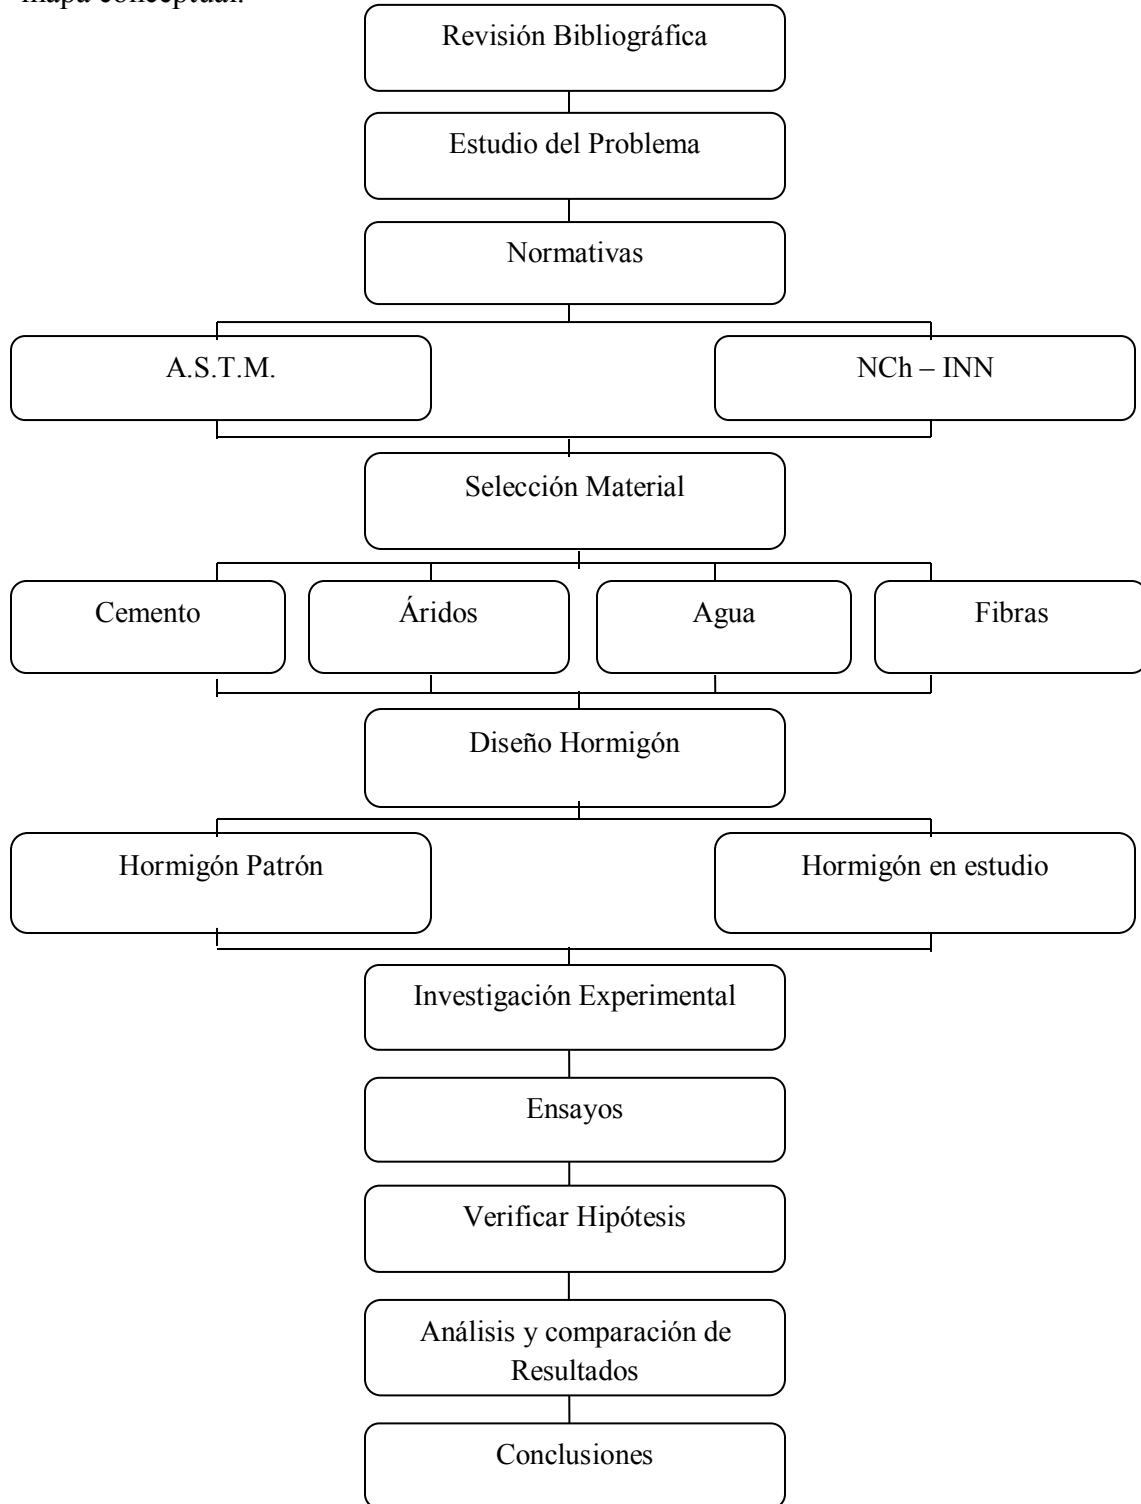 mapa conceptual.
Revisión Bibliográfica
Estudio del Problema
Normativas
A.S.T.M.
NCh – INN
Selección Material
Cemento
Áridos
Agua
Fibras
Diseño Hormigón
Hormigón Patrón
Hormigón en estudio
Investigación Experimental
Ensayos
Verificar Hipótesis
Análisis y comparación de
Resultados
Conclusiones